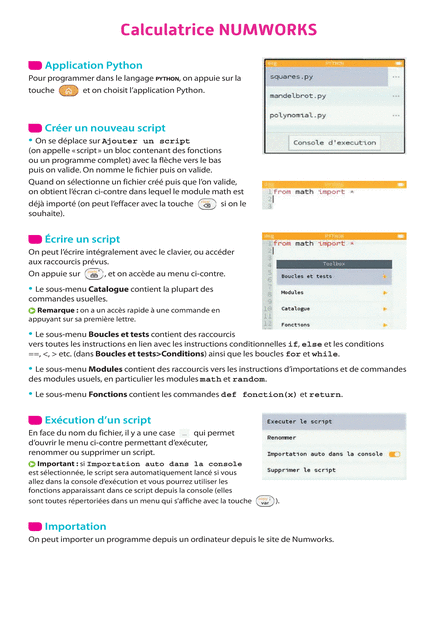 Calculatrice NUMWORKS
Application Python
Pour programmer dans le langage PYTHON, on appuie sur la
touche et on choisit l'application Python.
PYTHON
squares.py
mandelbrot.py
polynomial.py
Console d'execution
Créer un nouveau script
• On se déplace sur Ajouter un script
(on appelle « script » un bloc contenant des fonctions
ou un programme complet) avec la flèche vers le bas
puis on valide. On nomme le fichier puis on valide.
Quand on sélectionne un fichier créé puis que l'on valide,
on obtient l'écran ci-contre dans lequel le module math est
déjà importé (on peut l'effacer avec la touche si on le
souhaite).
PYTHON
1 from math import *
2
3
Écrire un script
On peut l'écrire intégralement avec le clavier, ou accéder
aux raccourcis prévus.
On appuie sur , et on accède au menu ci-contre.
• Le sous-menu Catalogue contient la plupart des
commandes usuelles.
Remarque : on a un accès rapide à une commande en
appuyant sur sa première lettre.
PYTHON
1 from math import *
Toolbox
Boucles et tests
Modules
Catalogue
Fonctions
• Le sous-menu Boucles et tests contient des raccourcis
vers toutes les instructions en lien avec les instructions conditionnelles if, else et les conditions
==, <, > etc. (dans Boucles et tests>Conditions) ainsi que les boucles for et while.
• Le sous-menu Modules contient des raccourcis vers les instructions d'importations et de commandes
des modules usuels, en particulier les modules math et random.
• Le sous-menu Fonctions contient les commandes def fonction(x) et return.
Exécution d'un script
En face du nom du fichier, il y a une case ... qui permet
d'ouvrir le menu ci-contre permettant d'exécuter,
renommer ou supprimer un script.
Important : si Importation auto dans la console
est sélectionnée, le script sera automatiquement lancé si vous
allez dans la console d'exécution et vous pourrez utiliser les
fonctions apparaissant dans ce script depuis la console (elles
sont toutes répertoriées dans un menu qui s'affiche avec la touche var ).
Executer le script
Renommer
Importation auto dans la console
Supprimer le script
Importation
On peut importer un programme depuis un ordinateur depuis le site de Numworks.